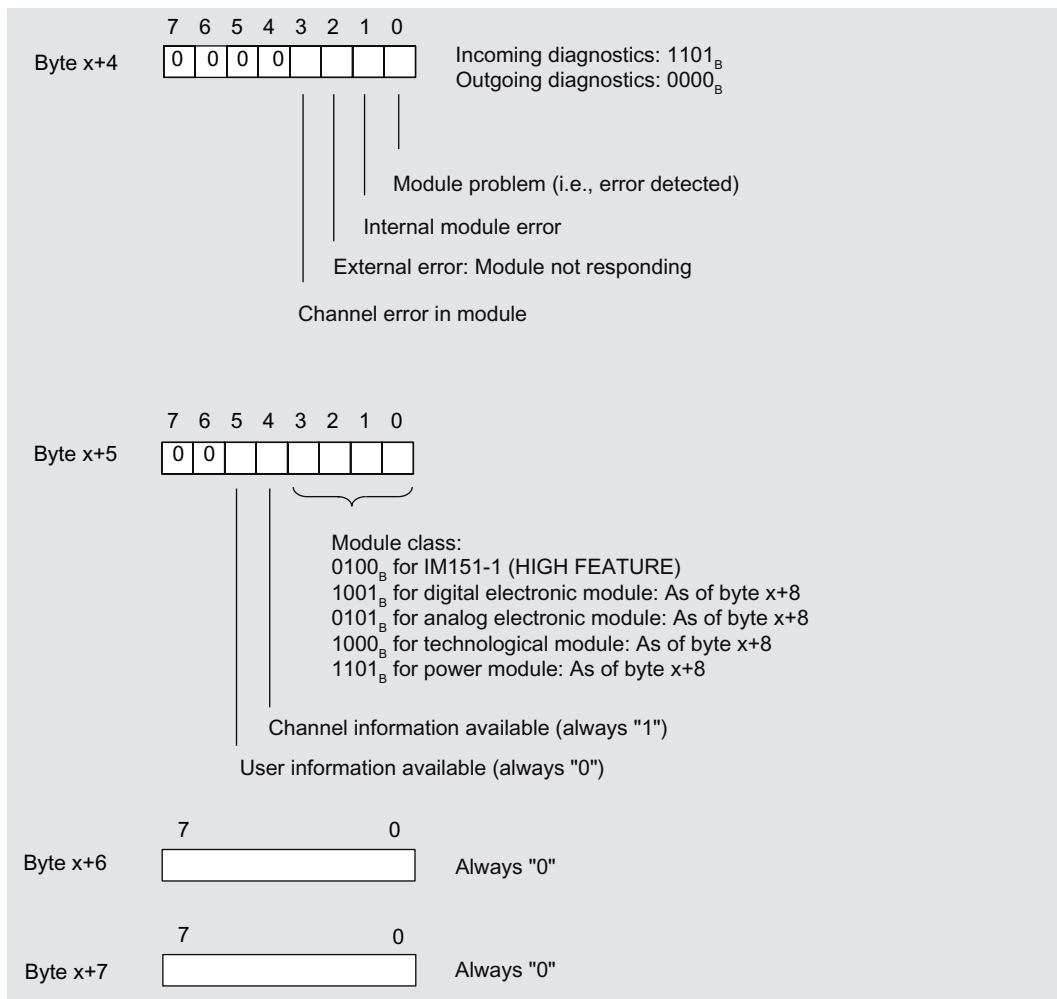 7 6 5 4 3 2 1 0
Byte x+4
0 0 0 0
Incoming diagnostics: 1101B
Outgoing diagnostics: 0000B
Module problem (i.e., error detected)
Internal module error
External error: Module not responding
Channel error in module
7 6 5 4 3 2 1 0
Byte x+5
0 0
Module class:
0100B for IM151-1 (HIGH FEATURE)
1001B for digital electronic module: As of byte x+8
0101B for analog electronic module: As of byte x+8
1000B for technological module: As of byte x+8
1101B for power module: As of byte x+8
Channel information available (always "1")
User information available (always "0")
7 0
Byte x+6
Always "0"
7 0
Byte x+7
Always "0"